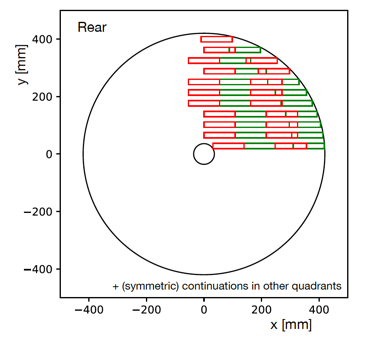 Rear
y [mm]
400
200
0
−200
−400
+ (symmetric) continuations in other quadrants
−400 −200 0 200 400
x [mm]